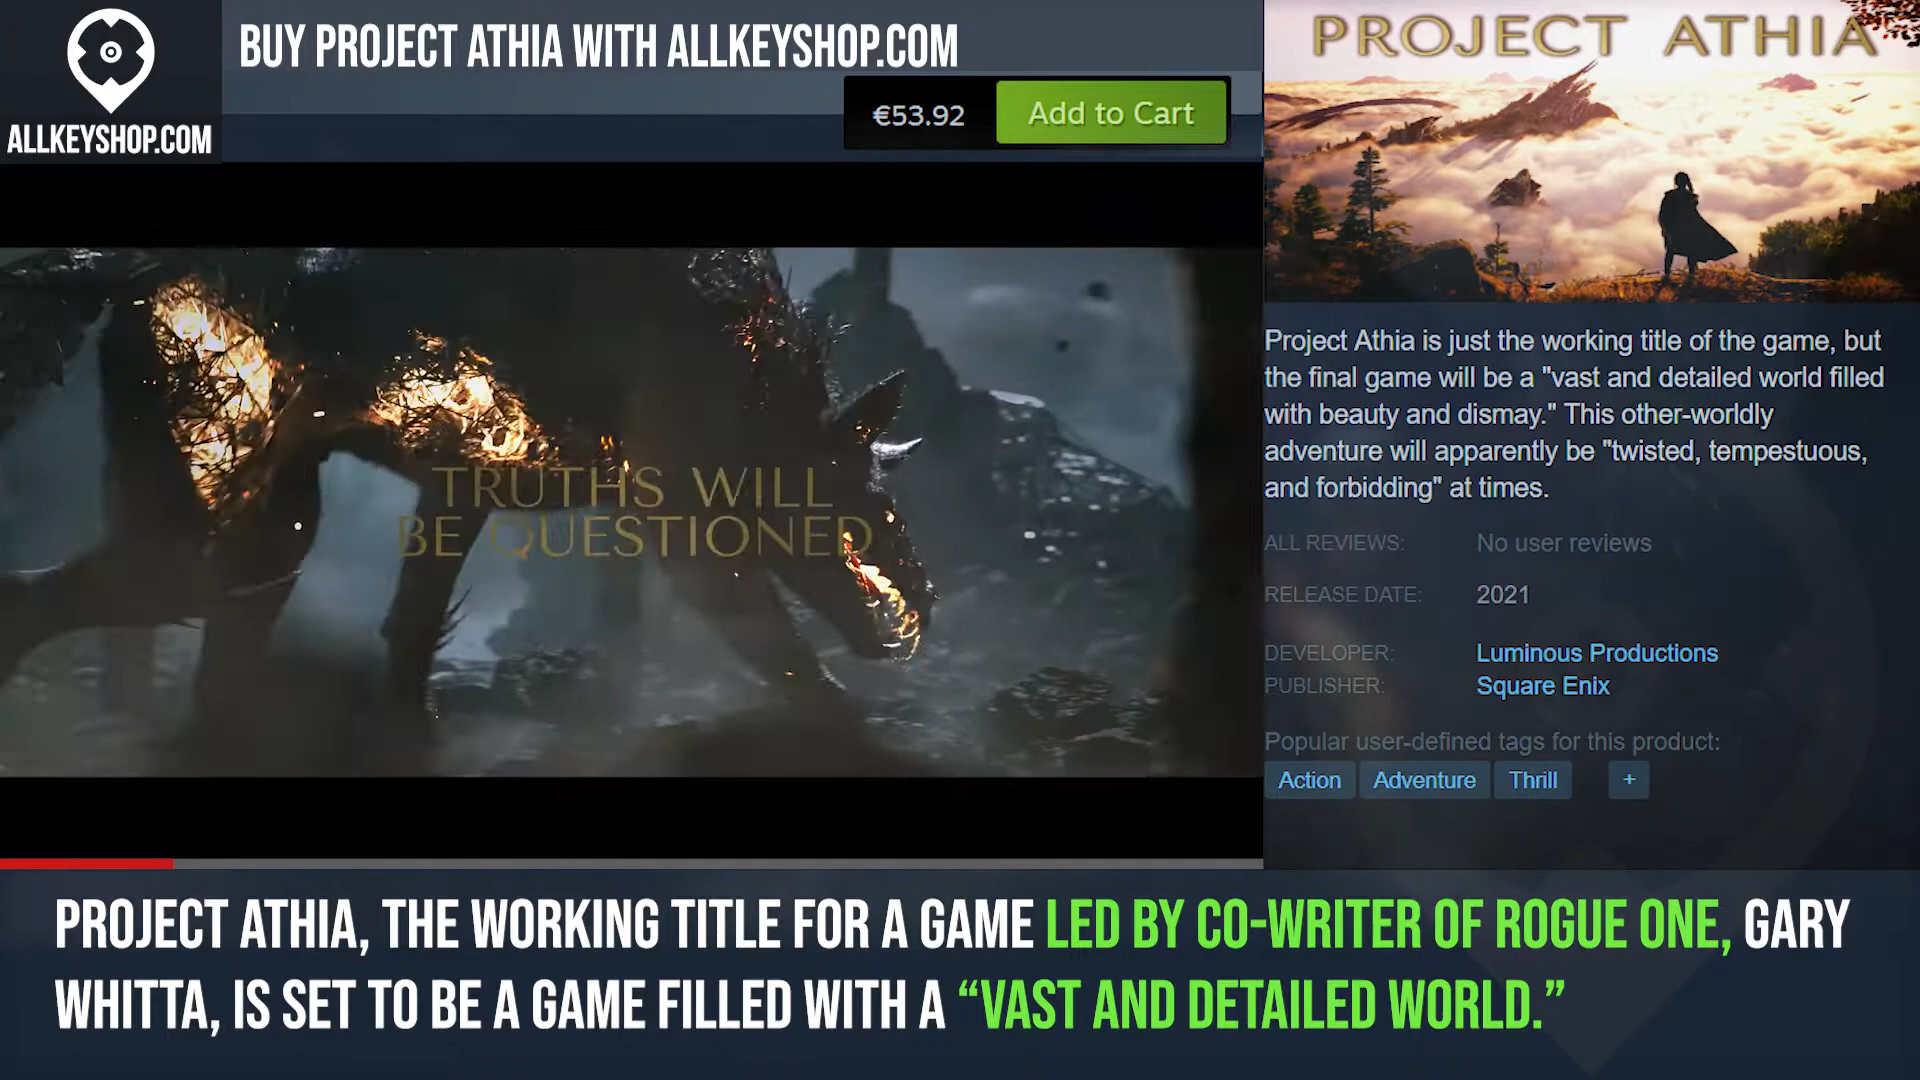 ALLKEYSHOP.COM
BUY PROJECT ATHIA WITH ALLKEYSHOP.COM
€53.92
Add to Cart
TRUTHS WILL
BE QUESTIONED
PROJECT ATHIA
Project Athia is just the working title of the game, but
the final game will be a "vast and detailed world filled
with beauty and dismay." This other-worldly
adventure will apparently be "twisted, tempestuous,
and forbidding" at times.
ALL REVIEWS: No user reviews
RELEASE DATE: 2021
DEVELOPER: Luminous Productions
PUBLISHER: Square Enix
Popular user-defined tags for this product:
Action Adventure Thrill +
PROJECT ATHIA, THE WORKING TITLE FOR A GAME LED BY CO-WRITER OF ROGUE ONE, GARY
WHITTA, IS SET TO BE A GAME FILLED WITH A “VAST AND DETAILED WORLD.”